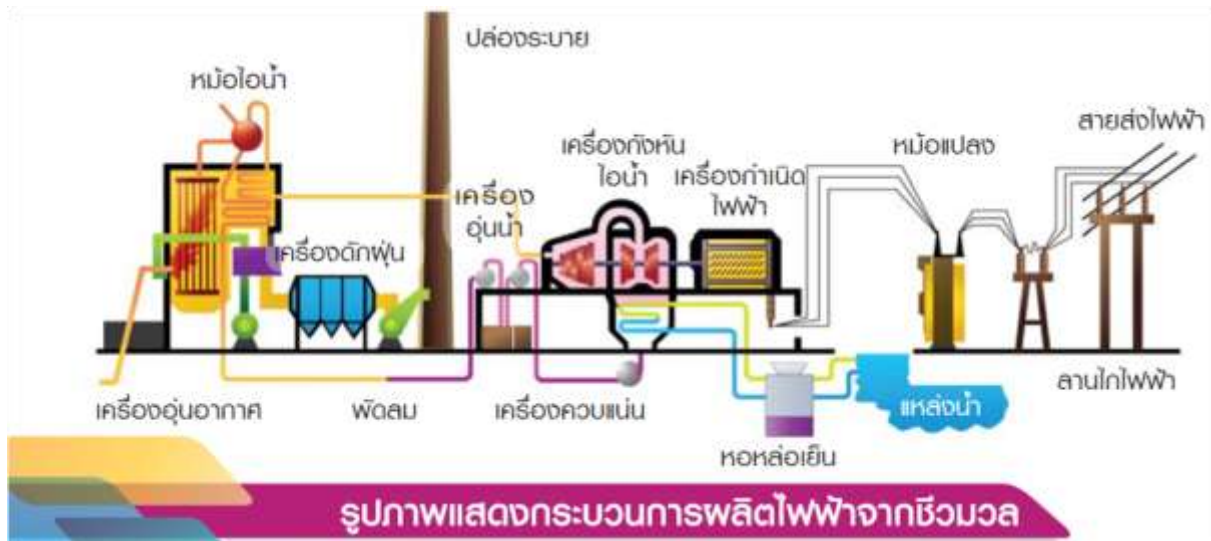 ปล่องระบาย
หม้อไอน้ำ
สายส่งไฟฟ้า
เครื่องกังหัน
ไอน้ำ
เครื่องกำเนิด
ไฟฟ้า
หม้อแปลง
เครื่อง
อุ่นน้ำ
เครื่องดักฝุ่น
เครื่องอุ่นอากาศ
พัดลม
เครื่องควบแน่น
แหล่งน้ำ
ลานไกไฟฟ้า
หอหล่อเย็น
รูปภาพแสดงกระบวนการผลิตไฟฟ้าจากชีวมวล